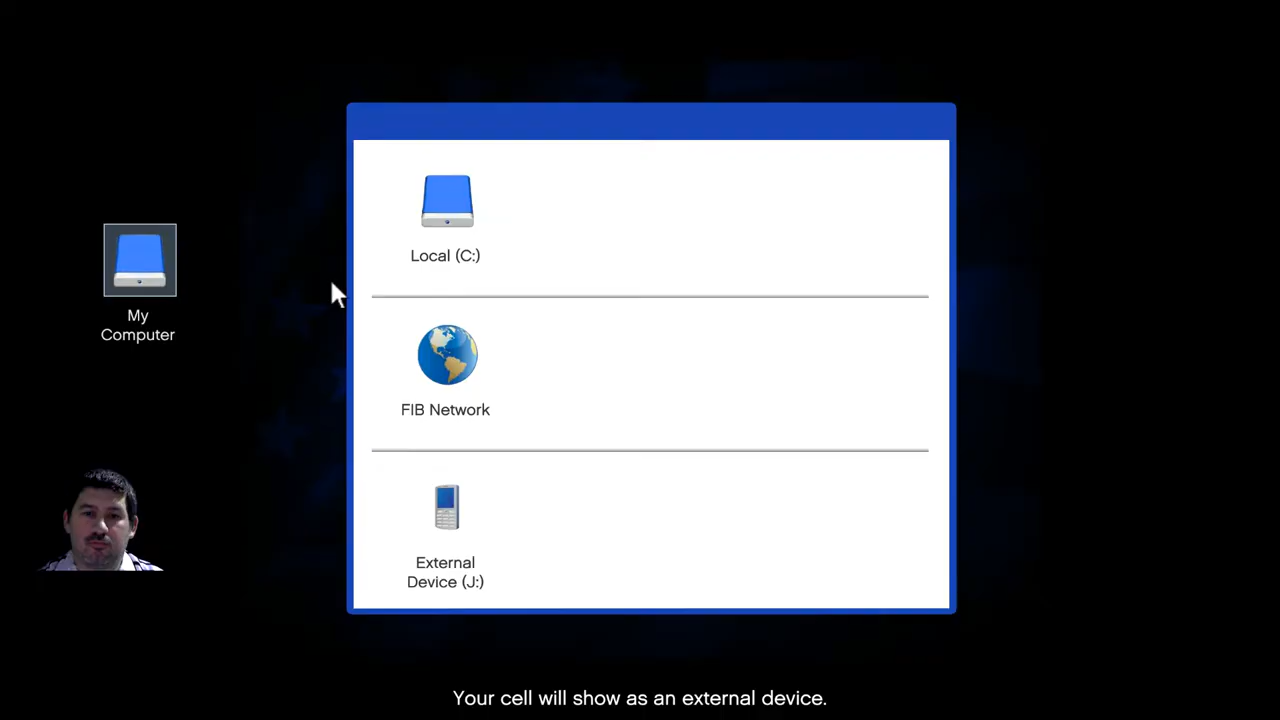 My
Computer
Local (C:)
FIB Network
External
Device (J:)
Your cell will show as an external device.